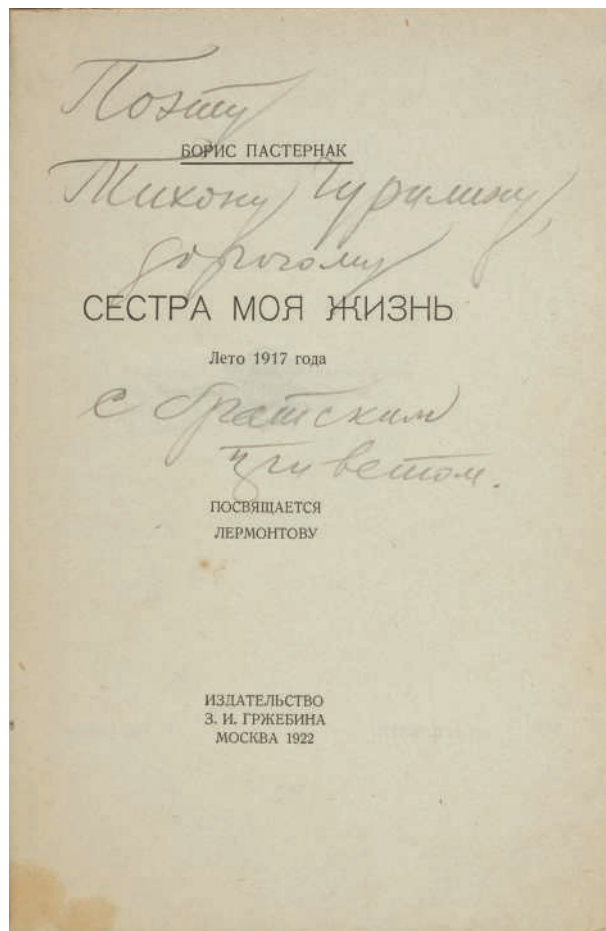 Поэту
БОРИС ПАСТЕРНАК
Тихону Чурилину,
дорогому
СЕСТРА МОЯ ЖИЗНЬ
Лето 1917 года
с братским
приветом.
ПОСВЯЩАЕТСЯ
ЛЕРМОНТОВУ
ИЗДАТЕЛЬСТВО
З. И. ГРЖЕБИНА
МОСКВА 1922